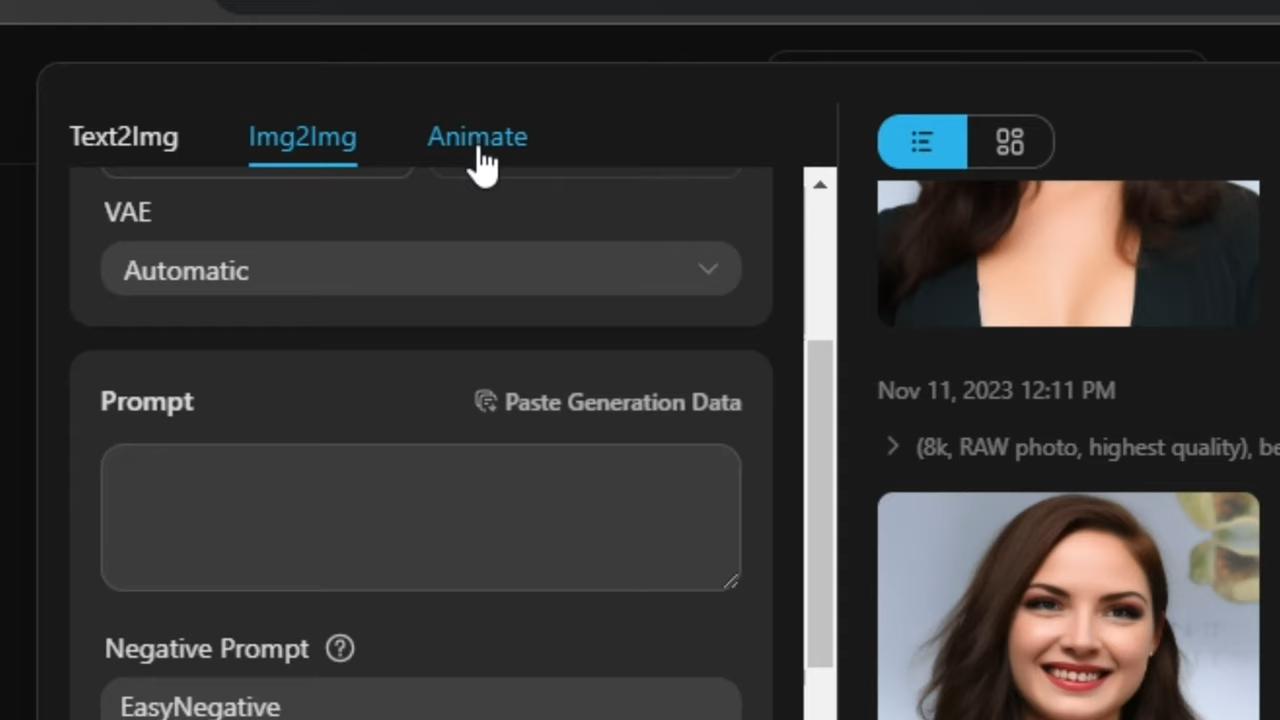 Text2Img Img2Img Animate
VAE
Automatic
Prompt Paste Generation Data
Negative Prompt ?
EasyNegative
Nov 11, 2023 12:11 PM
(8k, RAW photo, highest quality), be